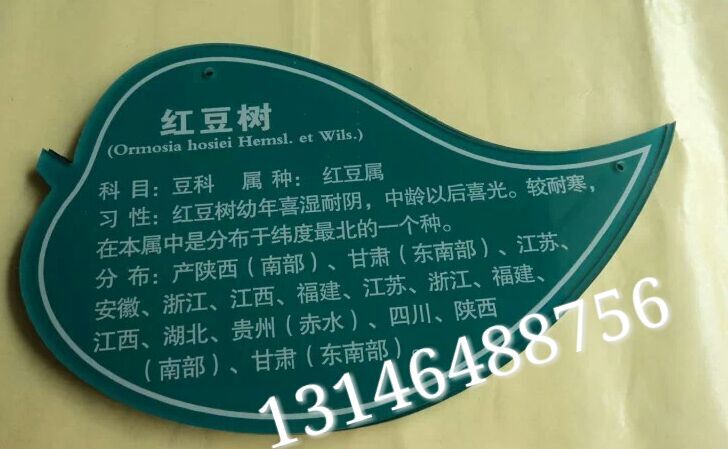 红豆树
(Ormosia hosiei Hemsl. et Wils.)
科 目：豆科 属 种： 红豆属
习 性：红豆树幼年喜湿耐阴，中龄以后喜光。较耐寒，
在本属中是分布于纬度最北的一个种。
分 布：产陕西（南部）、甘肃（东南部）、江苏、
安徽、浙江、江西、福建、江苏、浙江、福建、
江西、湖北、贵州（赤水）、四川、陕西
（南部）、甘肃（东南部）。
13146488756